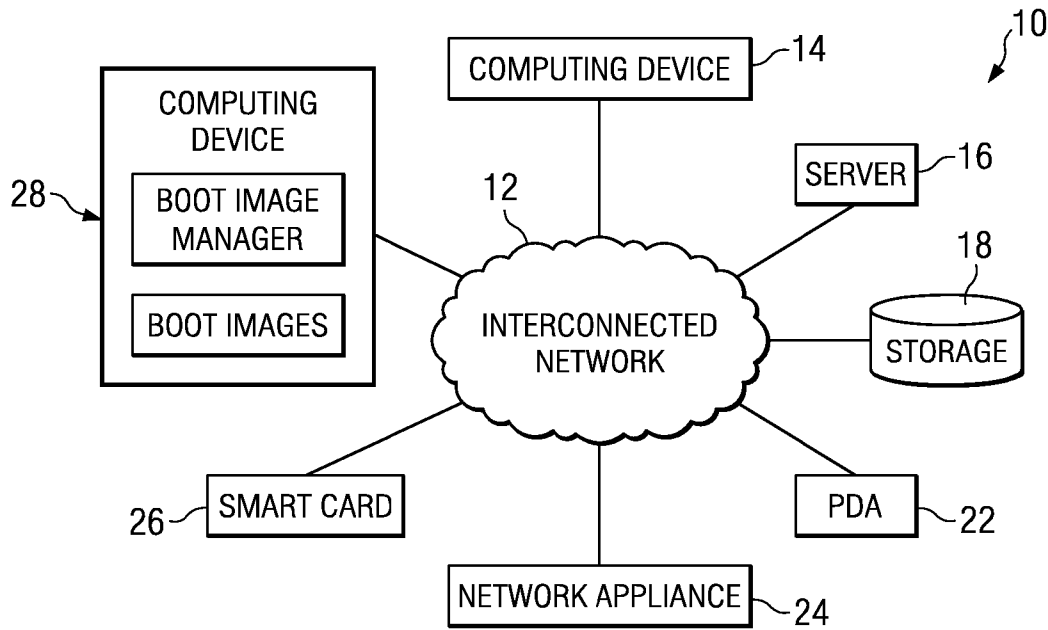 10
COMPUTING DEVICE
14
COMPUTING
DEVICE
28
BOOT IMAGE
MANAGER
BOOT IMAGES
SERVER
16
12
18
STORAGE
INTERCONNECTED
NETWORK
26
SMART CARD
PDA
22
NETWORK APPLIANCE
24